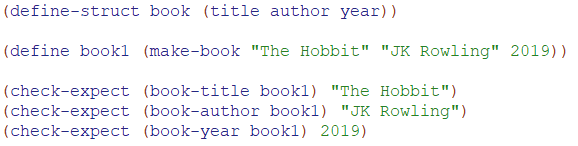 (define-struct book (title author year))
(define book1 (make-book "The Hobbit" "JK Rowling" 2019))
(check-expect (book-title book1) "The Hobbit")
(check-expect (book-author book1) "JK Rowling")
(check-expect (book-year book1) 2019)